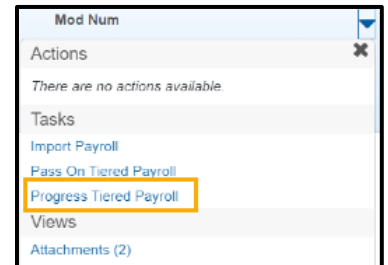 Mod Num
Actions
There are no actions available.
Tasks
Import Payroll
Pass On Tiered Payroll
Progress Tiered Payroll
Views
Attachments (2)